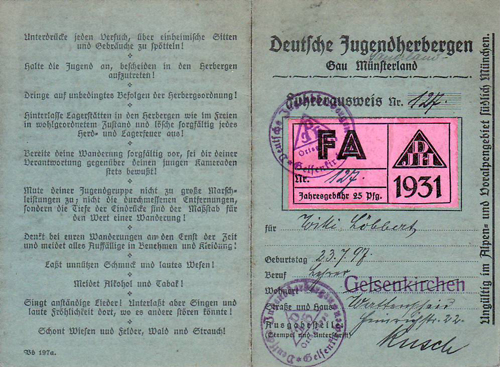 Unterdrücke jeden Versuch, über einheimische Sitten
und Gebräuche zu spötteln!
Halte die Jugend an, bescheiden in den Herbergen
aufzutreten!
Dringe auf unbedingtes Befolgen der Herbergsordnung!
Hinterlasse Lagerstätten in den Herbergen wie im Freien
in wohlgeordnetem Zustand und lösche sorgfältig jedes
Herd- und Lagerfeuer aus!
Bereite deine Wanderung sorgfältig vor, sei dir deiner
Verantwortung gegenüber deinen jungen Kameraden
stets bewußt!
Mute deiner Jugendgruppe nicht zu große Marsch-
leistungen zu; nicht die durchmessenen Entfernungen,
sondern die Tiefe der Eindrücke sind der Maßstab für
den Wert einer Wanderung!
Denkt bei euren Wanderungen an den Ernst der Zeit
und meidet alles Auffällige in Benehmen und Kleidung!
Laßt unnützen Schmuck und lautes Wesen!
Meidet Alkohol und Tabak!
Singt anständige Lieder! Unterlaßt aber Singen und
laute Fröhlichkeit dort, wo es andere stören könnte!
Schont Wiesen und Felder, Wald und Strauch!
Vb 197a.
Deutsche Jugendherbergen
Gau Münsterland
Führerausweis Nr. 127.
FA
Nr. 127.
Jahresgebühr 25 Pfg.
1931
für
Löbbert
Geburtstag 23.7.97
Beruf Lehrer
Wohnort Gelsenkirchen
Straße und Haus
22
Ausgabestelle
(Stempel und Unterschrift)
Ungültig im Alpen- und Voralpengebiet südlich München.
Gelsenkirchen